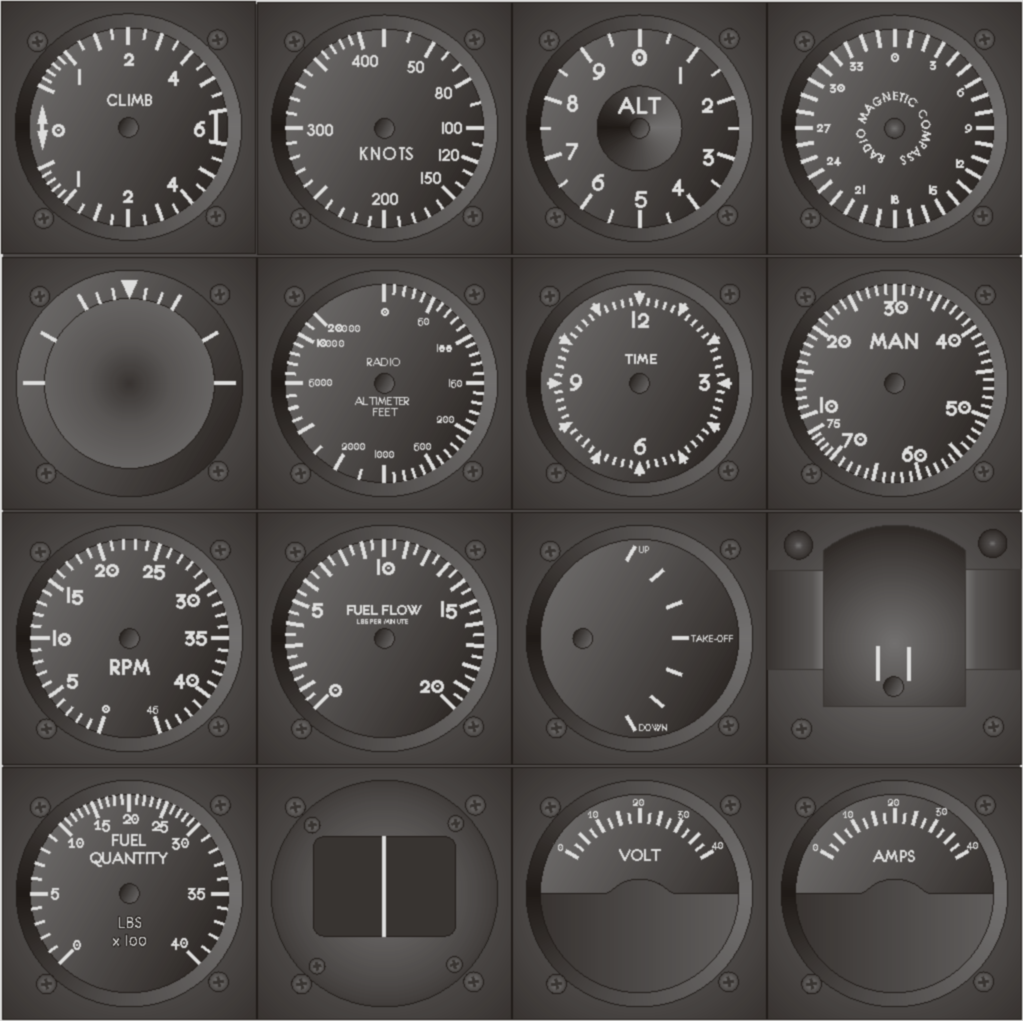 2
1 4
CLIMB
0 6
1 4
2
400 50
80
300 100
KNOTS 120
150
200
0
9 1
8 ALT 2
7 3
6 4
5
0
33 3
30 6
RADIO MAGNETIC COMPASS
27 9
24 12
21 15
18
0
20000 60
10000 100
RADIO
5000 160
ALTIMETER
FEET
200
2000 500
1000
12
TIME
9 3
6
30
20 MAN 40
10 50
75
70 60
20 25
15 30
10 35
RPM
5 40
0 45
10
5 FUEL FLOW 15
LBS PER MINUTE
0 20
UP
TAKE-OFF
DOWN
20
15 25
10 FUEL 30
QUANTITY
5 35
LBS
x 100
0 40
20
10 30
0 VOLT 40
20
10 30
0 AMPS 40